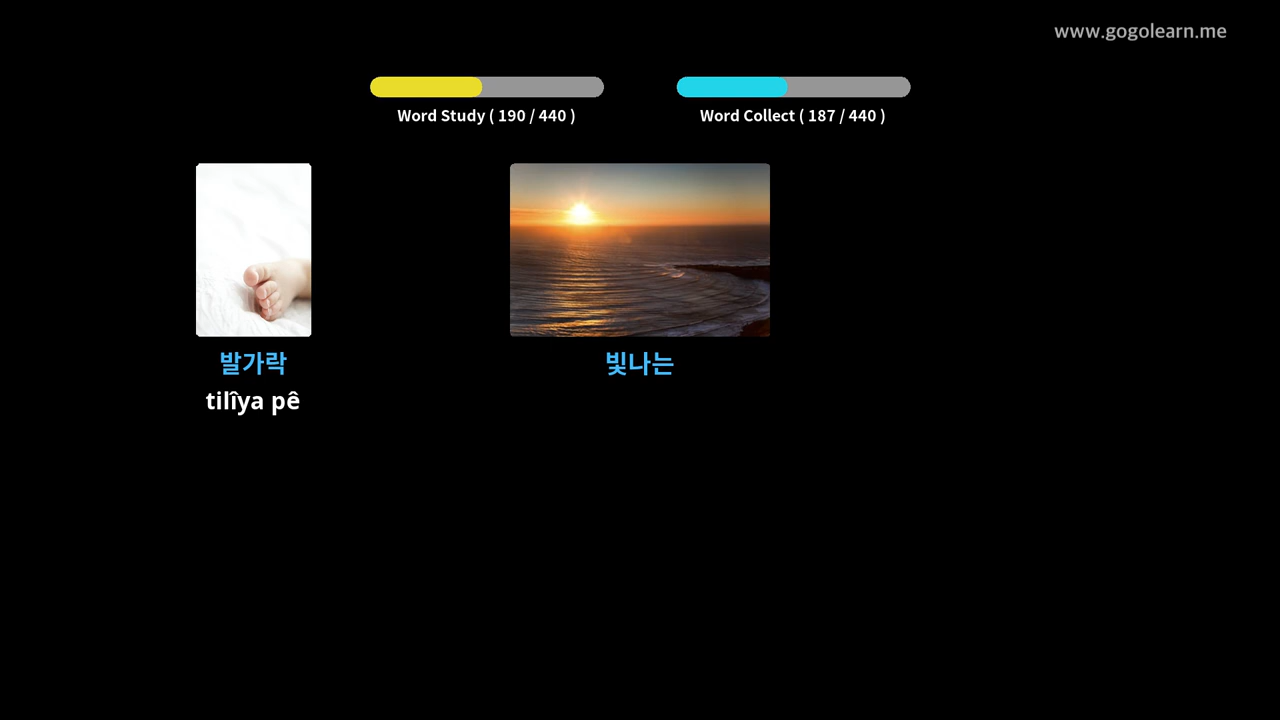 www.gogolearn.me
Word Study ( 190 / 440 )
Word Collect ( 187 / 440 )
발가락
tilîya pê
빛나는